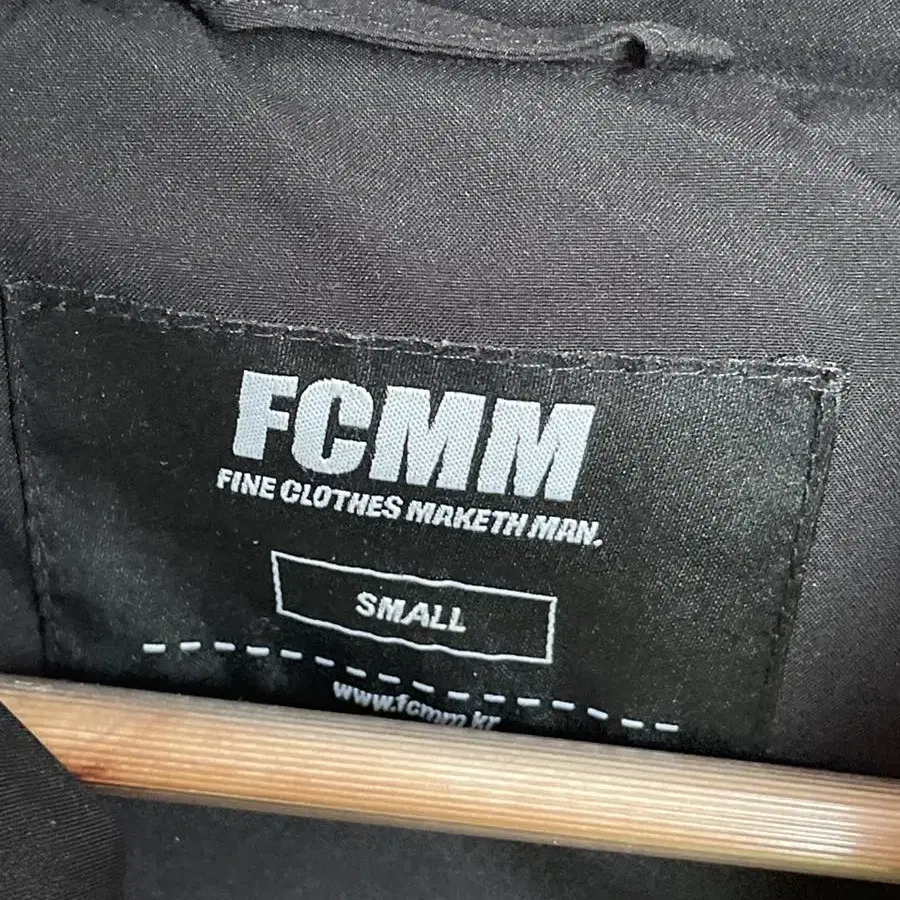 FCMM
FINE CLOTHES MAKETH MAN.
SMALL
www.fcmm.kr